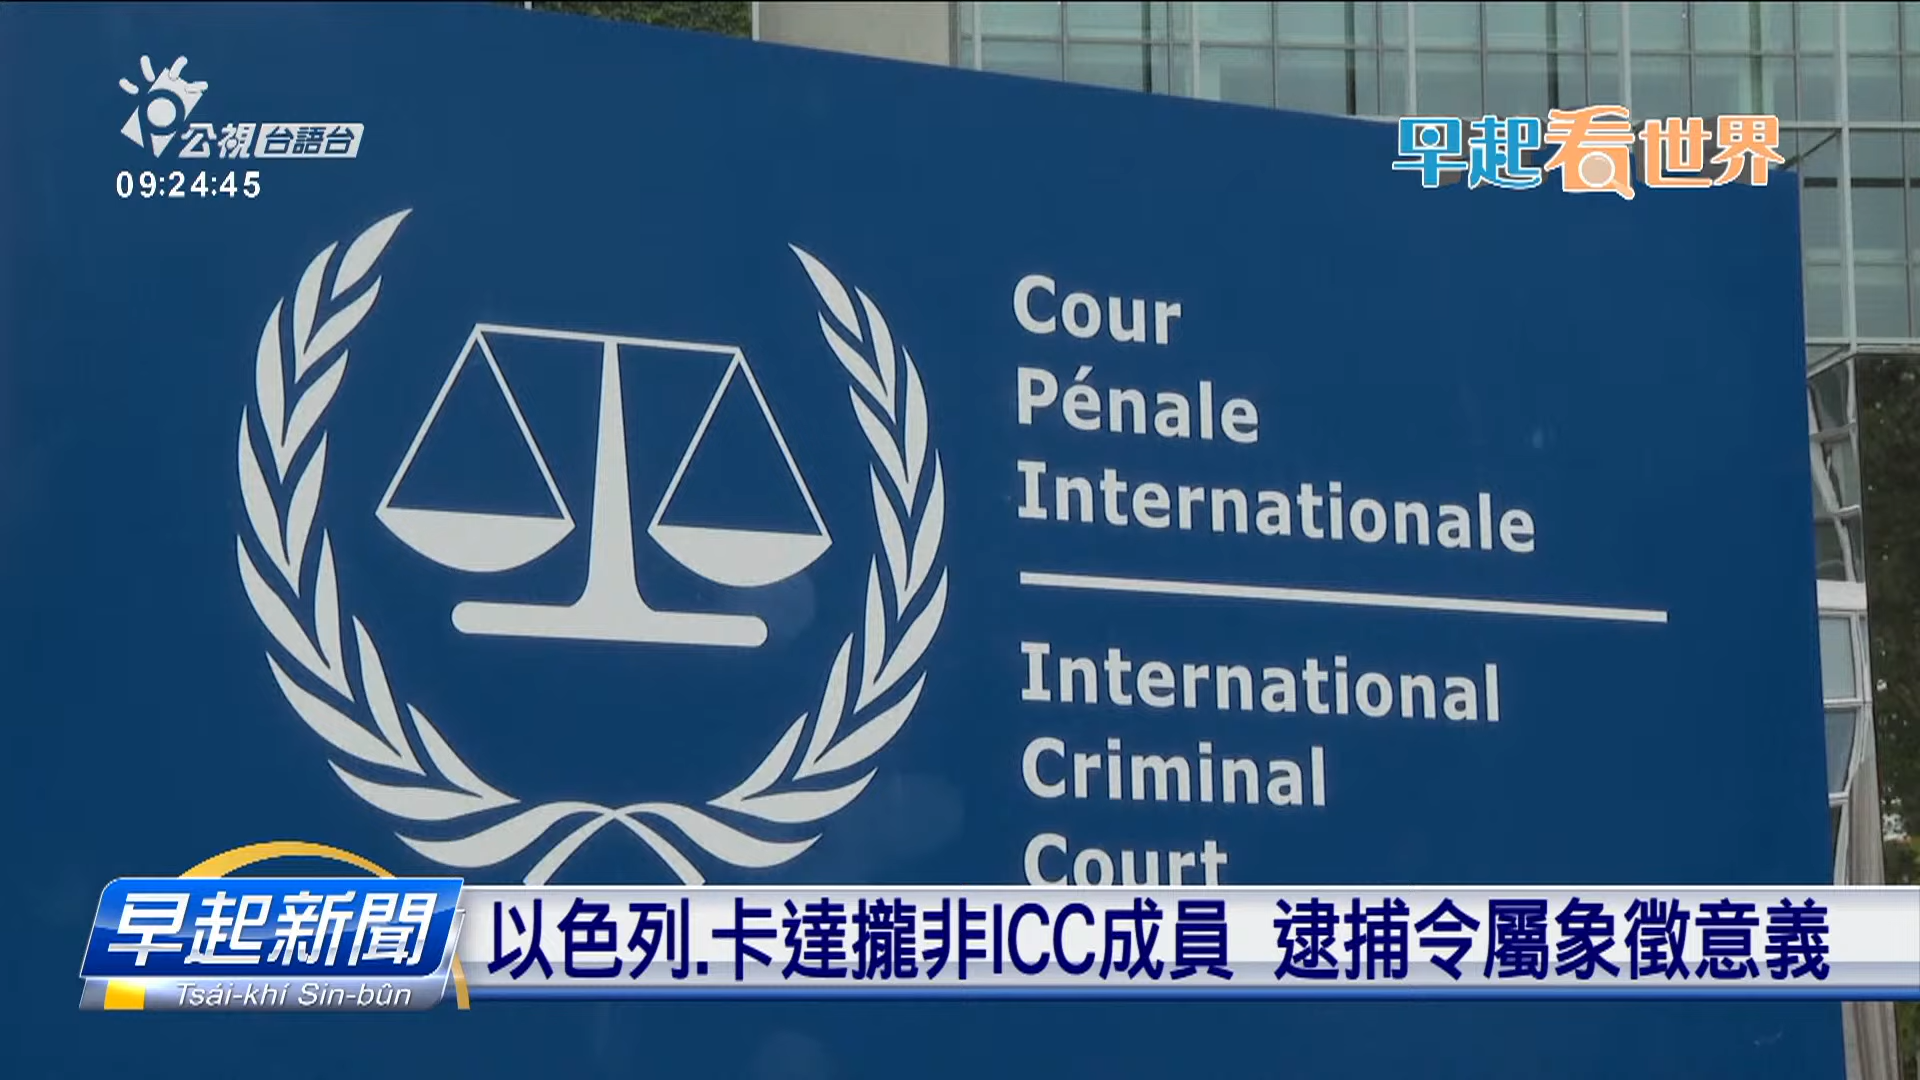 公視台語台
09:24:45
早起看世界
Cour
Pénale
Internationale
International
Criminal
Court
早起新聞
Tsái-khí Sin-bûn
以色列.卡達攏非ICC成員 逮捕令屬象徵意義